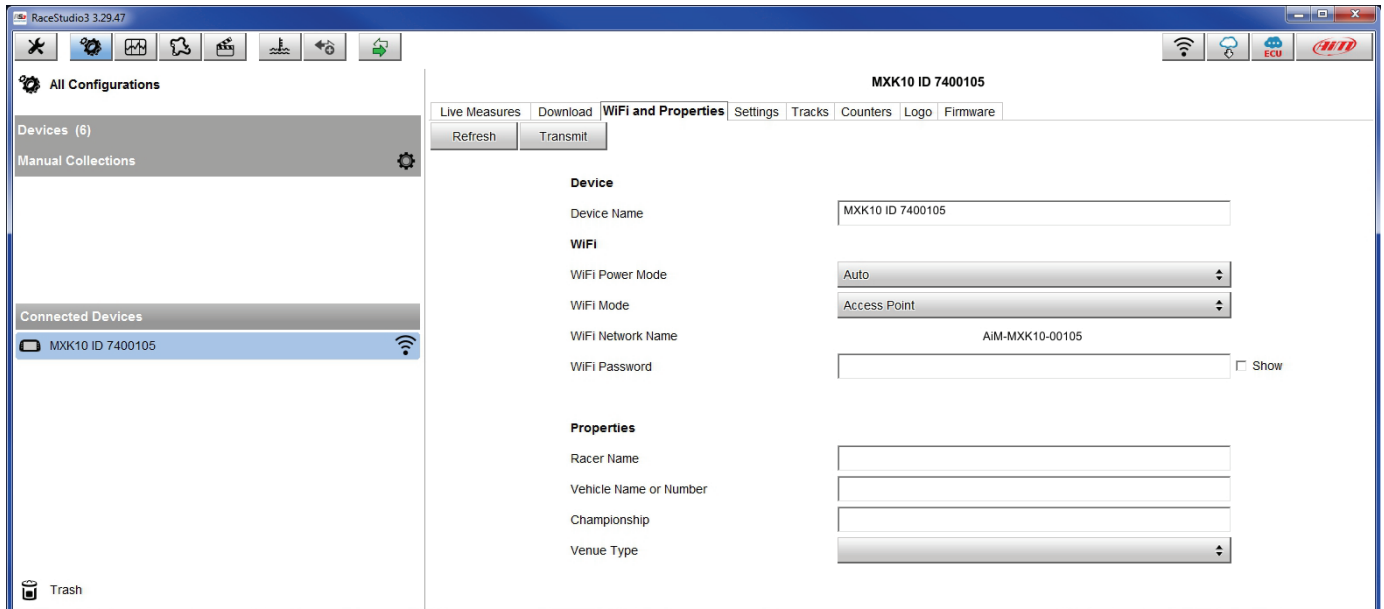 RaceStudio3 3.29.47
ECU
AiM
All Configurations
MXK10 ID 7400105
Live Measures Download WiFi and Properties Settings Tracks Counters Logo Firmware
Devices (6)
Refresh Transmit
Manual Collections
Device
Device Name MXK10 ID 7400105
WiFi
WiFi Power Mode Auto
WiFi Mode Access Point
Connected Devices
WiFi Network Name AiM-MXK10-00105
MXK10 ID 7400105
WiFi Password Show
Properties
Racer Name
Vehicle Name or Number
Championship
Venue Type
Trash